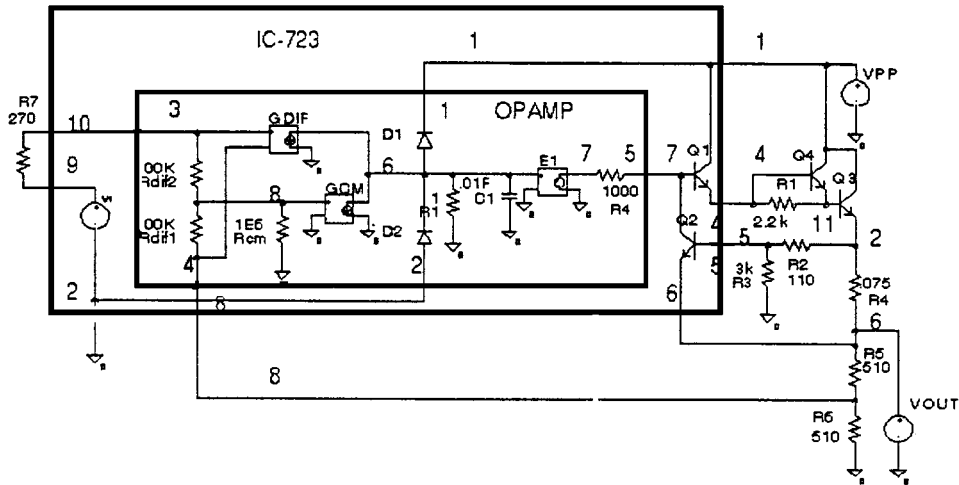 IC-723
1
1
VPP
R7
270
10
3
1
OPAMP
GDIF
D1
Q1
9
6
E1
7
5
7
4
Q4
R1
Q3
00K
Rdif2
8
GCM
.01F
C1
1
R1
1000
R4
2.2k
11
00K
Rdif1
1E6
Rcm
D2
Q2
4
5
2
3k
R3
R2
110
4
2
5
.075
R4
2
8
6
6
R5
510
8
VOUT
R6
510